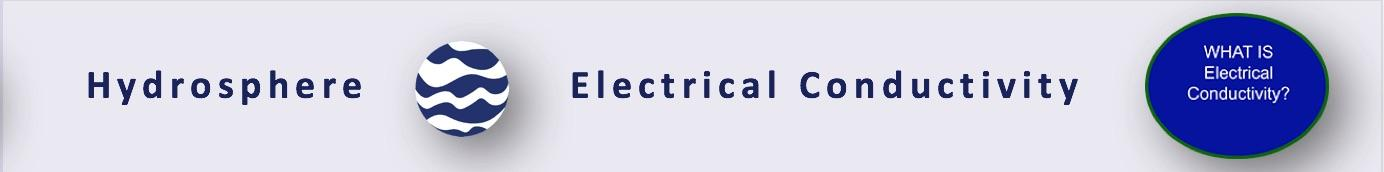 Hydrosphere Electrical Conductivity
WHAT IS
Electrical
Conductivity?